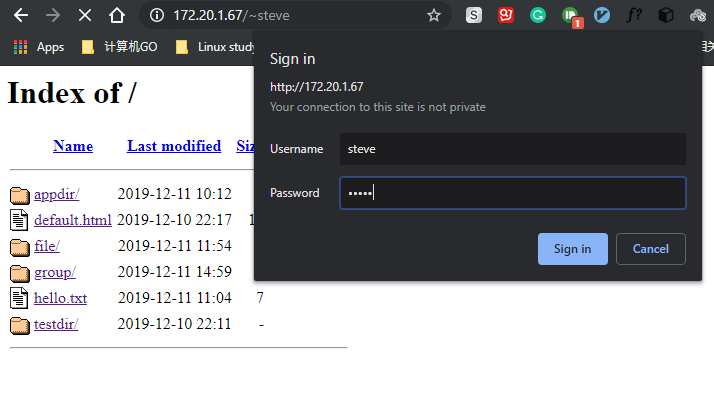 172.20.1.67/~steve
S
1
f?
Apps 计算机GO Linux study
相关
Sign in
http://172.20.1.67
Your connection to this site is not private
Username steve
Password •••••
Sign in Cancel
Index of /
Name Last modified
appdir/ 2019-12-11 10:12
default.html 2019-12-10 22:17
file/ 2019-12-11 11:54
group/ 2019-12-11 14:59
hello.txt 2019-12-11 11:04 7
testdir/ 2019-12-10 22:11 -